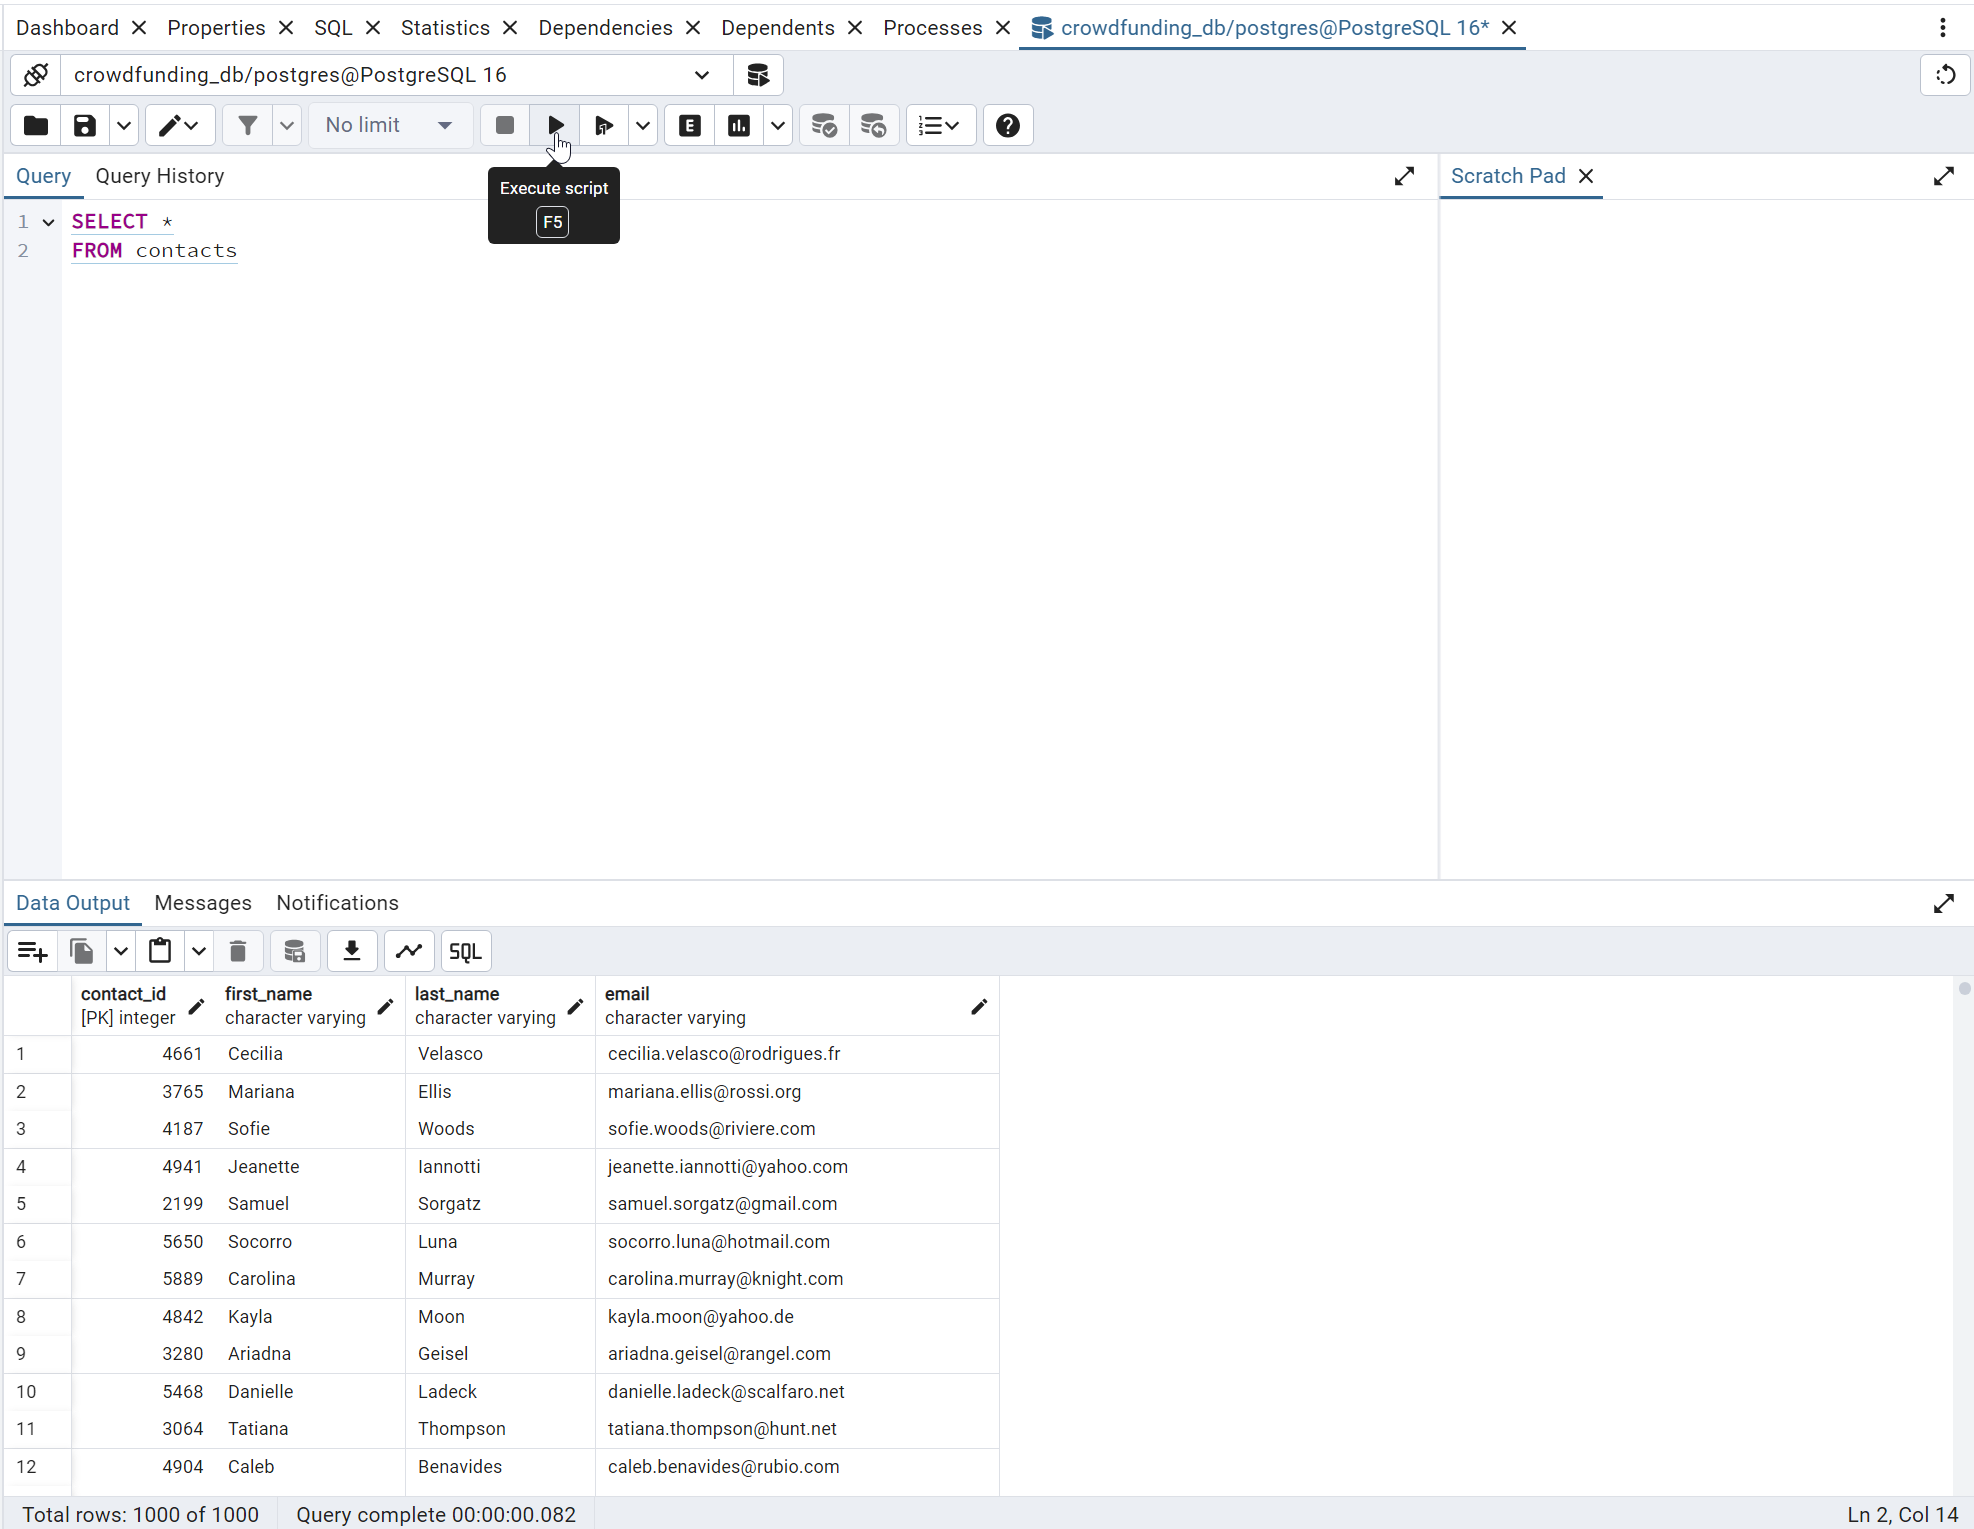 Dashboard Properties SQL Statistics Dependencies Dependents Processes crowdfunding_db/postgres@PostgreSQL 16*
crowdfunding_db/postgres@PostgreSQL 16
No limit
Query Query History Scratch Pad
Execute script
F5
1 SELECT *
2 FROM contacts
Data Output Messages Notifications
SQL
contact_id first_name last_name email
[PK] integer character varying character varying character varying
1 4661 Cecilia Velasco cecilia.velasco@rodrigues.fr
2 3765 Mariana Ellis mariana.ellis@rossi.org
3 4187 Sofie Woods sofie.woods@riviere.com
4 4941 Jeanette Iannotti jeanette.iannotti@yahoo.com
5 2199 Samuel Sorgatz samuel.sorgatz@gmail.com
6 5650 Socorro Luna socorro.luna@hotmail.com
7 5889 Carolina Murray carolina.murray@knight.com
8 4842 Kayla Moon kayla.moon@yahoo.de
9 3280 Ariadna Geisel ariadna.geisel@rangel.com
10 5468 Danielle Ladeck danielle.ladeck@scalfaro.net
11 3064 Tatiana Thompson tatiana.thompson@hunt.net
12 4904 Caleb Benavides caleb.benavides@rubio.com
Total rows: 1000 of 1000 Query complete 00:00:00.082 Ln 2, Col 14